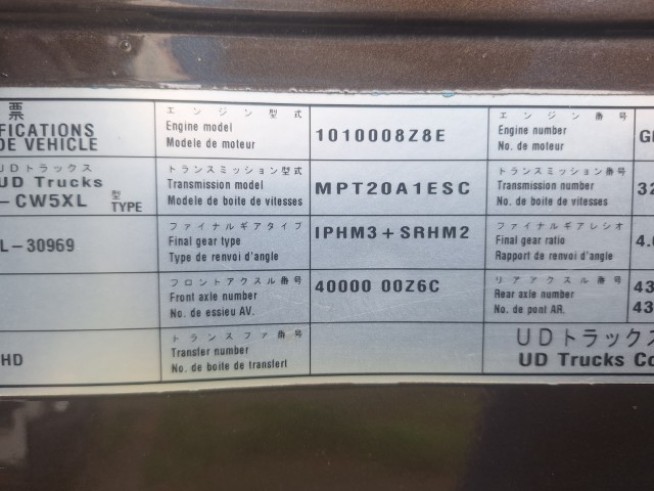 票
エンジン型式
エンジン番号
FICATIONS
DE VEHICLE
Engine model
Modele de moteur
1010008Z8E
Engine number
No. de moteur
UDトラックス
UD Trucks
-CW5XL 型 TYPE
トランスミッション型式
Transmission model
Modele de boite de vitesses
MPT20A1ESC
トランスミッション番号
Transmission number
No. de boite de vitesses
32
L-30969
ファイナルギアタイプ
Final gear type
Type de renvoi d'angle
IPHM3+SRHM2
ファイナルギアレシオ
Final gear ratio
Rapport de renvoi d'angle
4.
フロントアクスル番号
Front axle number
No. de essieu AV.
40000 00Z6C
リアアクスル番号
Rear axle number
No. de pont AR.
43
43
HD
トランスファ番号
Transfer number
No. de boite de transferl
UDトラックス
UD Trucks Co